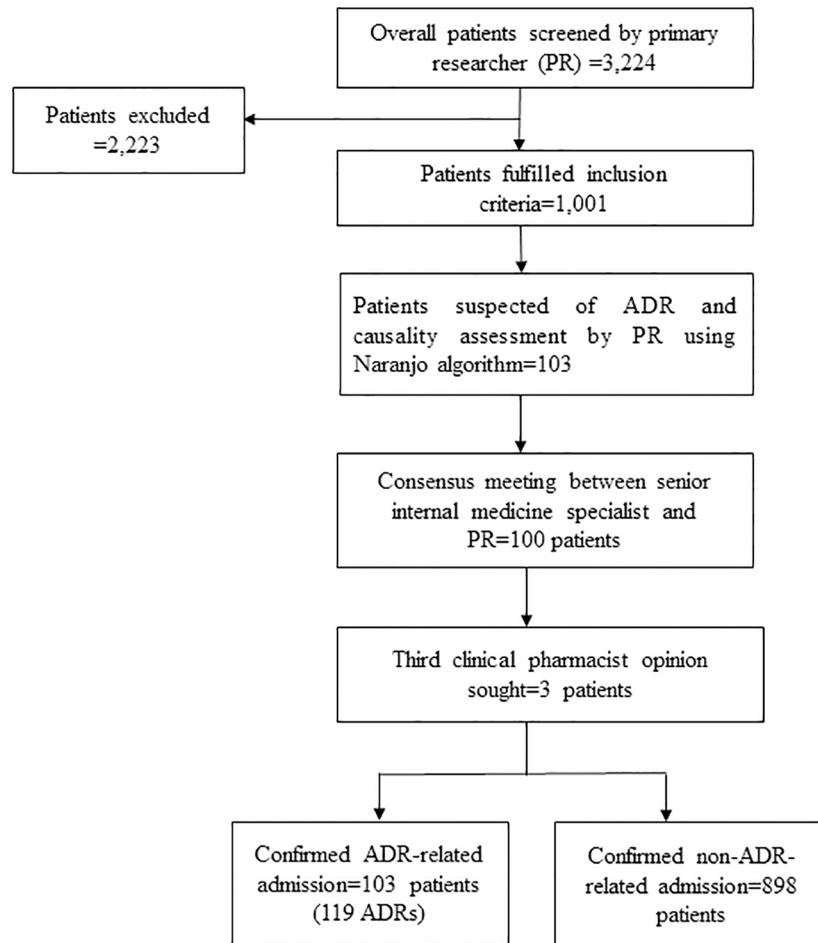 Overall patients screened by primary
researcher (PR) =3,224
Patients excluded
=2,223
Patients fulfilled inclusion
criteria=1,001
Patients suspected of ADR and
causality assessment by PR using
Naranjo algorithm=103
Consensus meeting between senior
internal medicine specialist and
PR=100 patients
Third clinical pharmacist opinion
sought=3 patients
Confirmed ADR-related
admission=103 patients
(119 ADRs)
Confirmed non-ADR-
related admission=898
patients